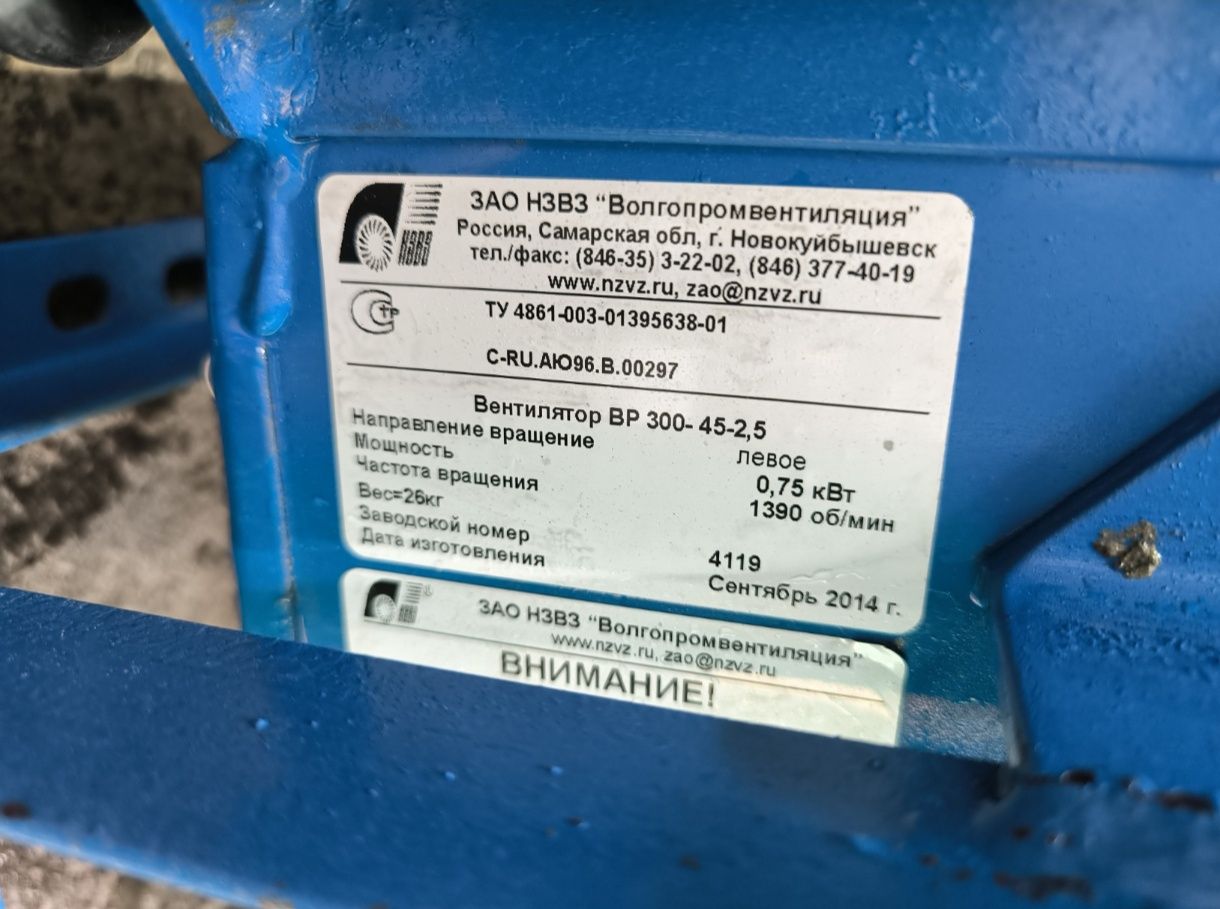 ЗАО НЗВЗ “Волгопромвентиляция”
Россия, Самарская обл, г. Новокуйбышевск
тел./факс: (846-35) 3-22-02, (846) 377-40-19
www.nzvz.ru, zao@nzvz.ru
ТУ 4861-003-01395638-01
C-RU.АЮ96.В.00297
Вентилятор ВР 300- 45-2,5
Направление вращение левое
Мощность 0,75 кВт
Частота вращения 1390 об/мин
Вес=26кг
Заводской номер 4119
Дата изготовления Сентябрь 2014 г.
ЗАО НЗВЗ “Волгопромвентиляция”
www.nzvz.ru, zao@nzvz.ru
ВНИМАНИЕ!